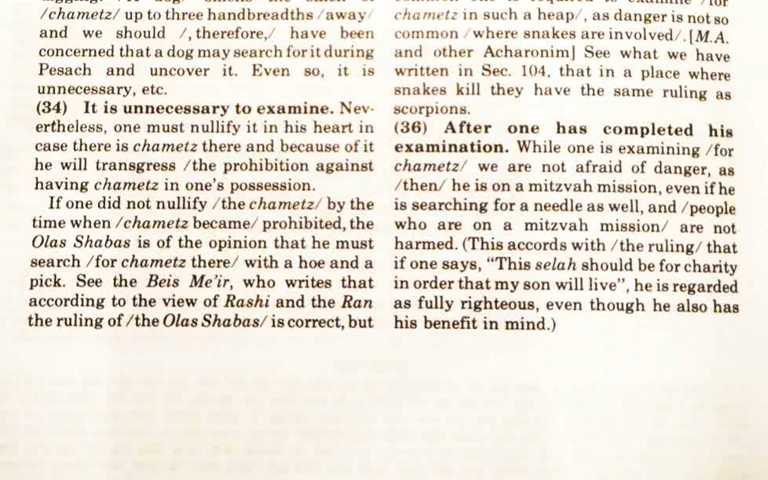 /chametz/ up to three handbreadths /away/
and we should /, therefore,/ have been
concerned that a dog may search for it during
Pesach and uncover it. Even so, it is
unnecessary, etc.
(34) It is unnecessary to examine. Nev-
ertheless, one must nullify it in his heart in
case there is chametz there and because of it
he will transgress /the prohibition against
having chametz in one's possession.
If one did not nullify /the chametz/ by the
time when /chametz became/ prohibited, the
Olas Shabas is of the opinion that he must
search /for chametz there/ with a hoe and a
pick. See the Beis Me'ir, who writes that
according to the view of Rashi and the Ran
the ruling of /the Olas Shabas/ is correct, but
chametz in such a heap/, as danger is not so
common /where snakes are involved/. [M.A.
and other Acharonim] See what we have
written in Sec. 104, that in a place where
snakes kill they have the same ruling as
scorpions.
(36) After one has completed his
examination. While one is examining /for
chametz/ we are not afraid of danger, as
/then/ he is on a mitzvah mission, even if he
is searching for a needle as well, and /people
who are on a mitzvah mission/ are not
harmed. (This accords with /the ruling/ that
if one says, "This selah should be for charity
in order that my son will live", he is regarded
as fully righteous, even though he also has
his benefit in mind.)